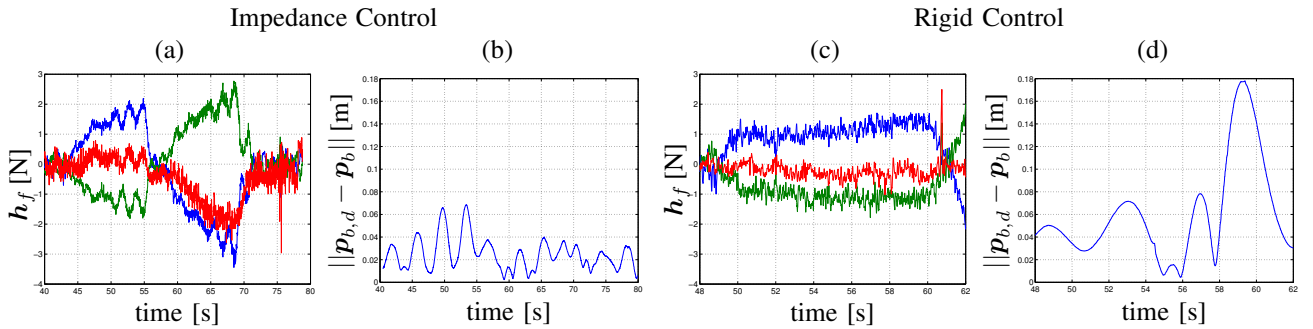 Impedance Control
Rigid Control
(a)
(b)
(c)
(d)
3
2
1
0
−1
−2
−3
−4
40 45 50 55 60 65 70 75 80
h_f [N]
time [s]
0.18
0.16
0.14
0.12
0.1
0.08
0.06
0.04
0.02
0
40 45 50 55 60 65 70 75 80
||p_{b,d} − p_b|| [m]
time [s]
3
2
1
0
−1
−2
−3
−4
48 50 52 54 56 58 60 62
h_f [N]
time [s]
0.18
0.16
0.14
0.12
0.1
0.08
0.06
0.04
0.02
0
48 50 52 54 56 58 60 62
||p_{b,d} − p_b|| [m]
time [s]